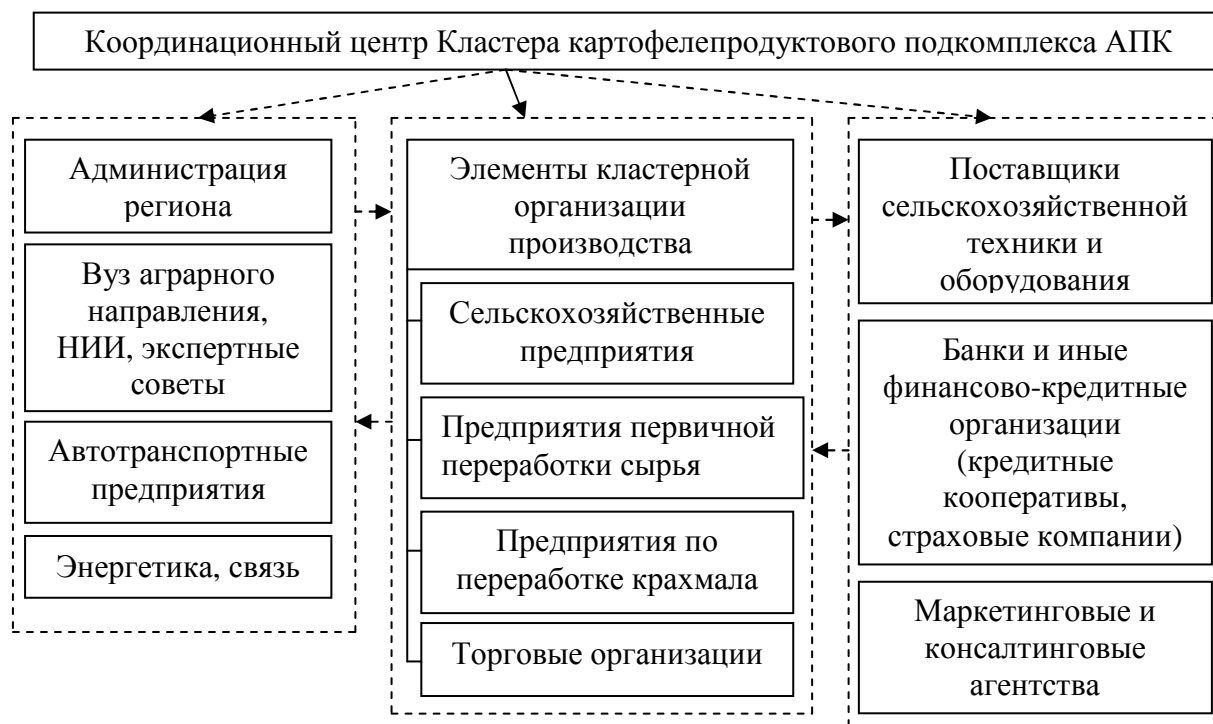 Координационный центр Кластера картофелепродуктового подкомплекса АПК
Администрация
региона
Вуз аграрного
направления,
НИИ, экспертные
советы
Автотранспортные
предприятия
Энергетика, связь
Элементы кластерной
организации
производства
Сельскохозяйственные
предприятия
Предприятия первичной
переработки сырья
Предприятия по
переработке крахмала
Торговые организации
Поставщики
сельскохозяйственной
техники и
оборудования
Банки и иные
финансово-кредитные
организации
(кредитные
кооперативы,
страховые компании)
Маркетинговые и
консалтинговые
агентства